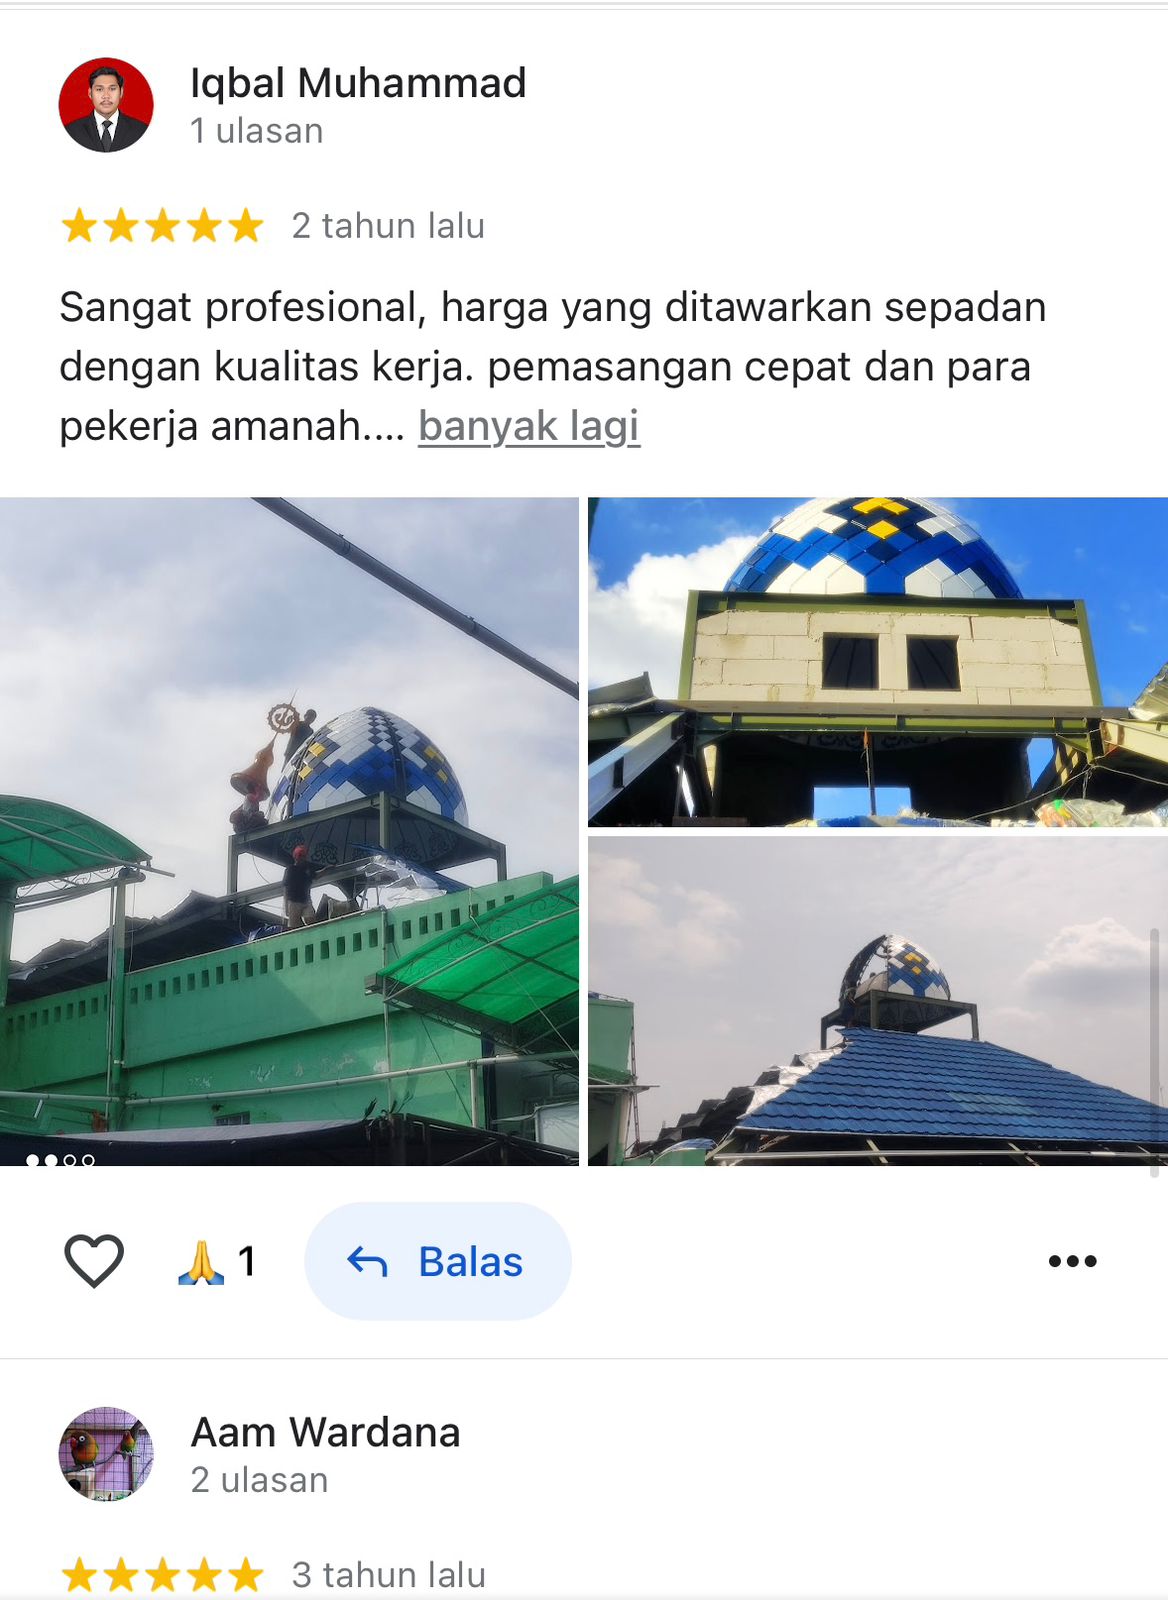 Iqbal Muhammad
1 ulasan
2 tahun lalu
Sangat profesional, harga yang ditawarkan sepadan
dengan kualitas kerja. pemasangan cepat dan para
pekerja amanah.... banyak lagi
🙏 1
Balas
Aam Wardana
2 ulasan
3 tahun lalu